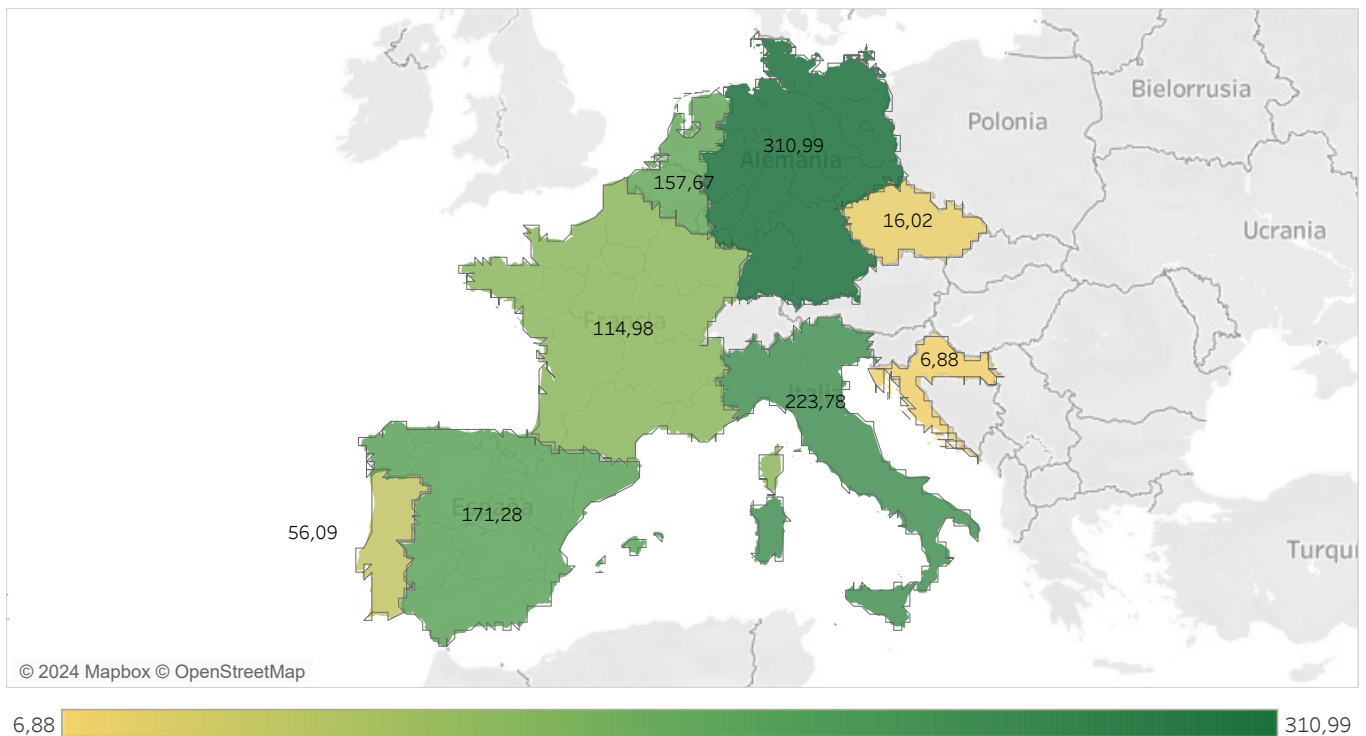 Bielorrusia
Polonia
310,99
Alemania
157,67
16,02
Ucrania
Francia
114,98
6,88
Italia
223,78
España
171,28
56,09
Turqu
© 2024 Mapbox © OpenStreetMap
6,88
310,99